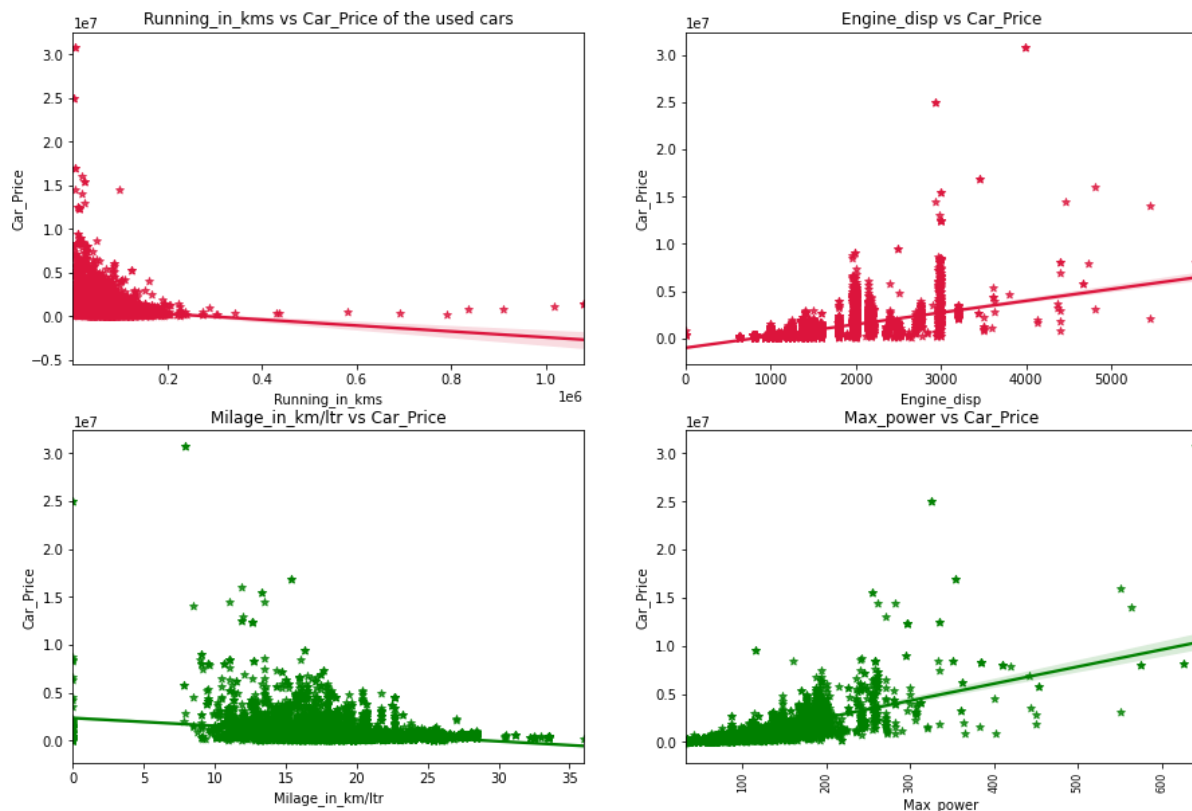 Running_in_kms vs Car_Price of the used cars
1e7
3.0
2.5
2.0
1.5
1.0
0.5
0.0
−0.5
Car_Price
0.2 0.4 0.6 0.8 1.0
1e6
Running_in_kms
Engine_disp vs Car_Price
1e7
3.0
2.5
2.0
1.5
1.0
0.5
0.0
Car_Price
0 1000 2000 3000 4000 5000
Engine_disp
Milage_in_km/ltr vs Car_Price
1e7
3.0
2.5
2.0
1.5
1.0
0.5
0.0
Car_Price
0 5 10 15 20 25 30 35
Milage_in_km/ltr
Max_power vs Car_Price
1e7
3.0
2.5
2.0
1.5
1.0
0.5
0.0
Car_Price
100 200 300 400 500 600
Max_power